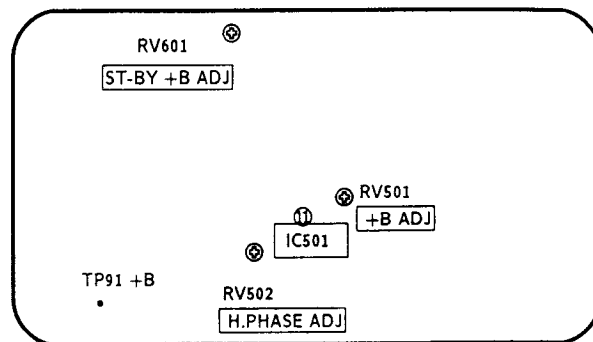 RV601
ST-BY +B ADJ
RV501
+B ADJ
11
IC501
TP91 +B
RV502
H.PHASE ADJ